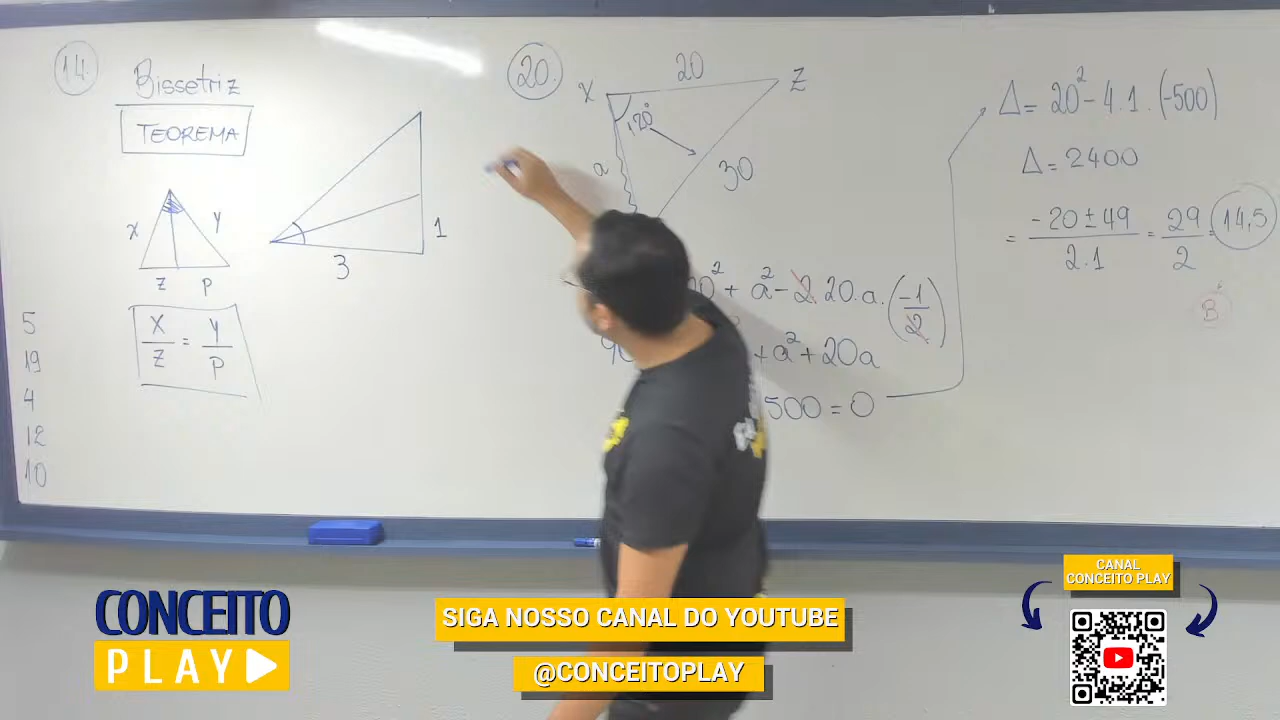 14.
Bissetriz
TEOREMA
x
y
z
p
x/z = y/p
3
1
5
19
4
12
10
20.
X
20
Z
120°
a
30
0² + a² - 2.20.a.(-1/2)
90
+ a² + 20a
500 = 0
Δ = 20² - 4.1.(-500)
Δ = 2400
= -20 ± 49 / 2.1 = 29/2 = 14,5
B
CONCEITO
PLAY
SIGA NOSSO CANAL DO YOUTUBE
@CONCEITOPLAY
CANAL
CONCEITO PLAY